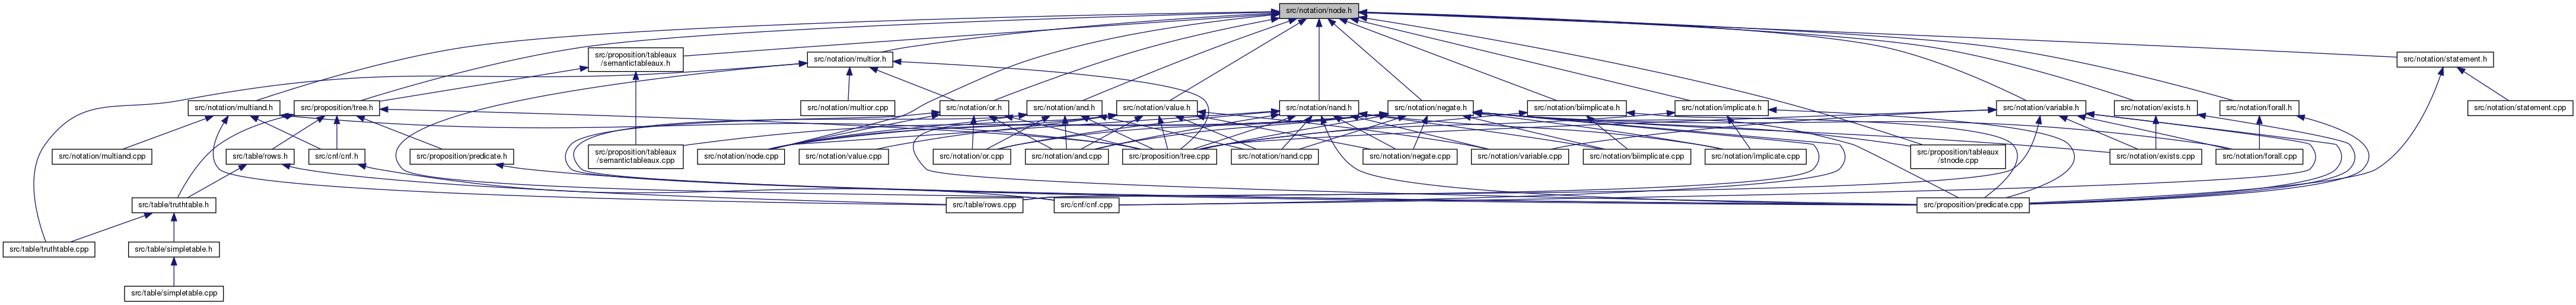 src/notation/node.h
src/proposition/tableaux
/semantictableaux.h
src/notation/multior.h
src/notation/statement.h
src/notation/multiand.h
src/proposition/tree.h
src/notation/multior.cpp
src/notation/or.h
src/notation/and.h
src/notation/value.h
src/notation/nand.h
src/notation/negate.h
src/notation/biimplicate.h
src/notation/implicate.h
src/notation/variable.h
src/notation/exists.h
src/notation/forall.h
src/notation/statement.cpp
src/notation/multiand.cpp
src/table/rows.h
src/cnf/cnf.h
src/proposition/predicate.h
src/proposition/tableaux
/semantictableaux.cpp
src/notation/node.cpp
src/notation/value.cpp
src/notation/or.cpp
src/notation/and.cpp
src/proposition/tree.cpp
src/notation/nand.cpp
src/notation/negate.cpp
src/notation/variable.cpp
src/notation/biimplicate.cpp
src/notation/implicate.cpp
src/proposition/tableaux
/stnode.cpp
src/notation/exists.cpp
src/notation/forall.cpp
src/table/truthtable.h
src/table/rows.cpp
src/cnf/cnf.cpp
src/proposition/predicate.cpp
src/table/truthtable.cpp
src/table/simpletable.h
src/table/simpletable.cpp